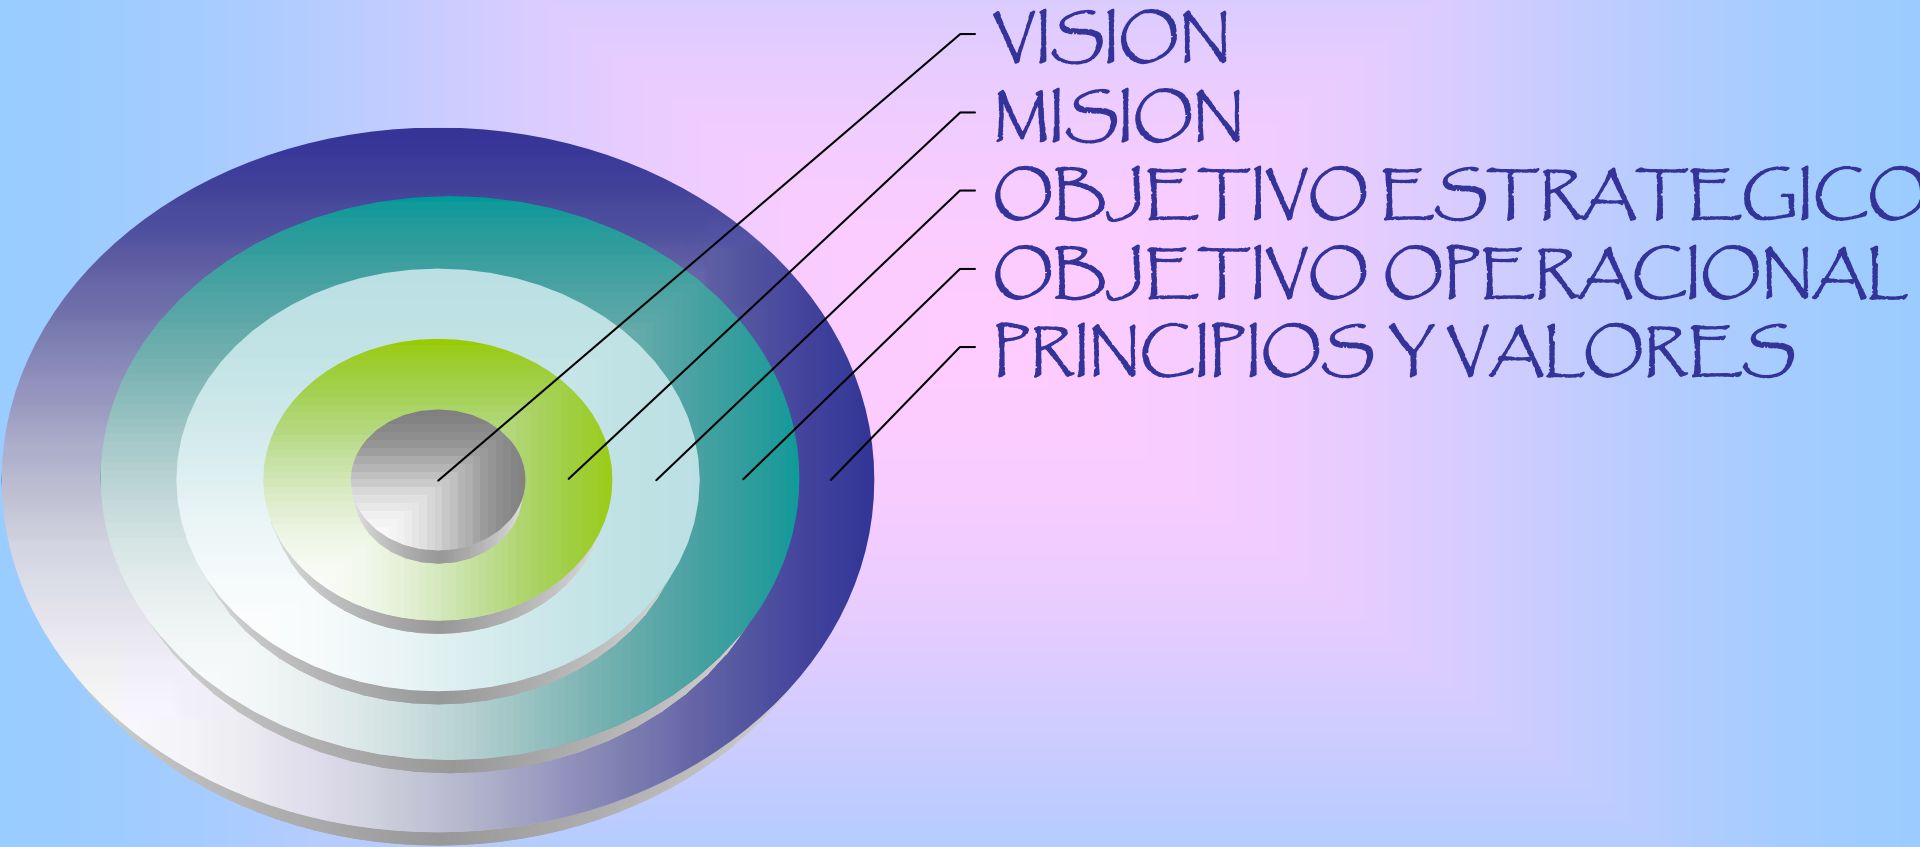 VISION
MISION
OBJETIVO ESTRATEGICO
OBJETIVO OPERACIONAL
PRINCIPIOS Y VALORES